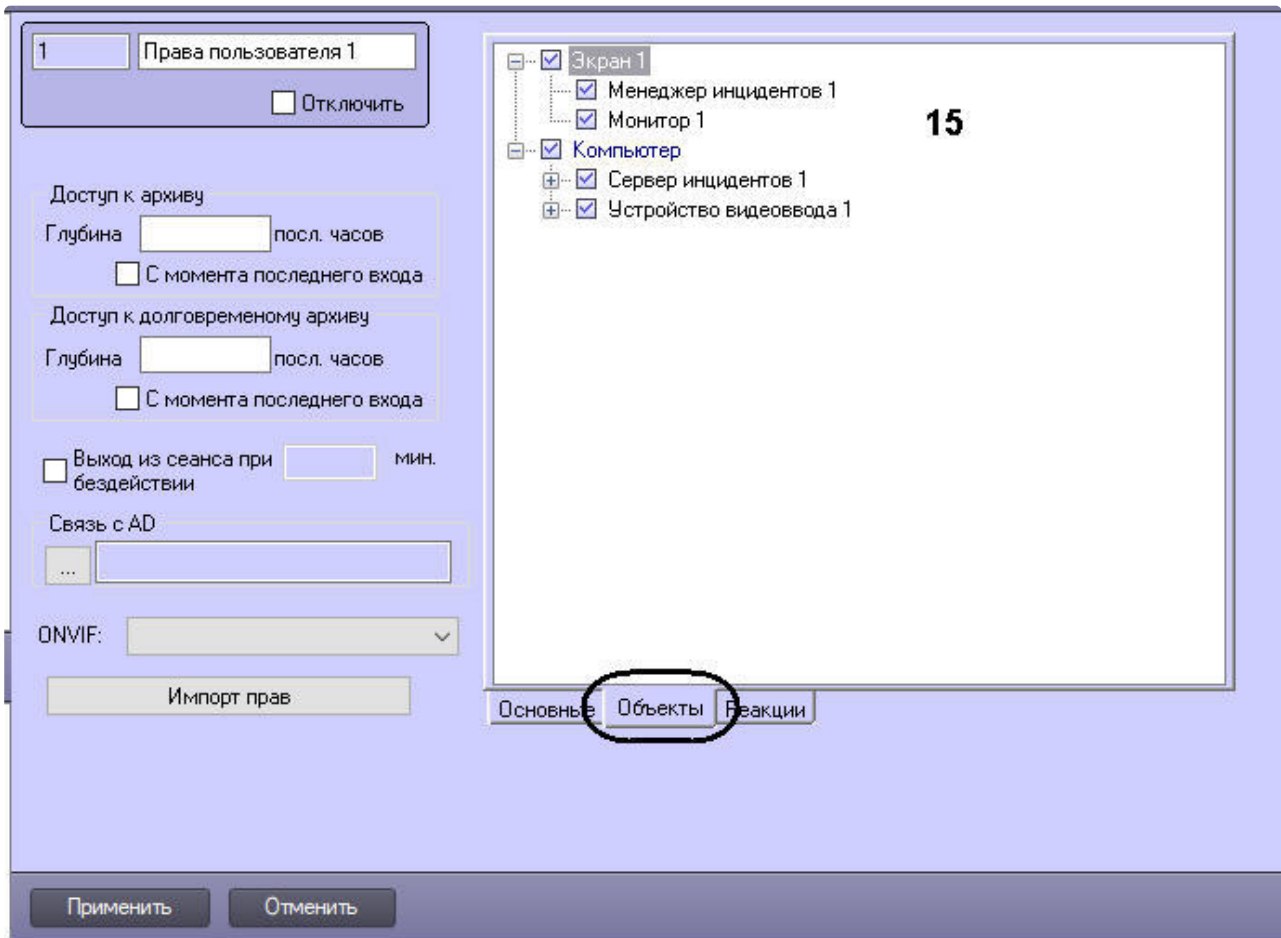 1
Права пользователя 1
Отключить
Доступ к архиву
Глубина
посл. часов
С момента последнего входа
Доступ к долговременому архиву
Глубина
посл. часов
С момента последнего входа
Выход из сеанса при
бездействии
мин.
Связь с AD
...
ONVIF:
Импорт прав
Экран 1
Менеджер инцидентов 1
Монитор 1
15
Компьютер
Сервер инцидентов 1
Устройство видеоввода 1
Основные
Объекты
Реакции
Применить
Отменить